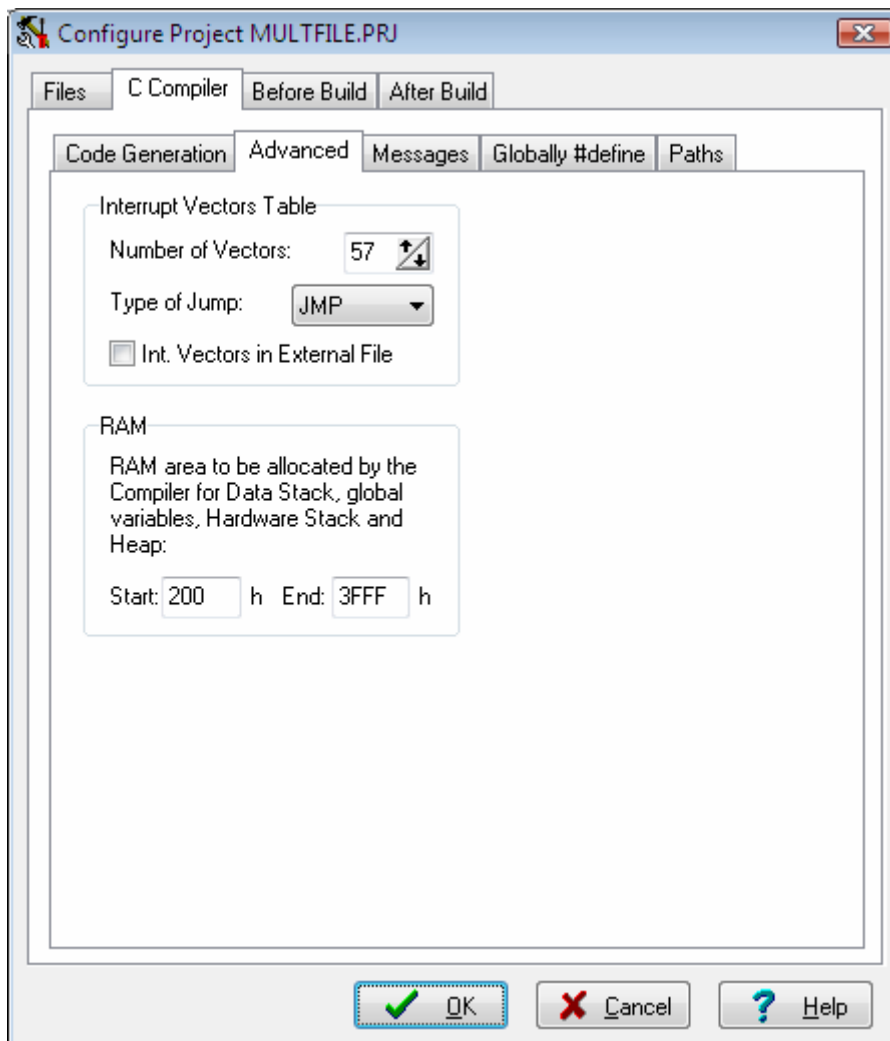 Configure Project MULTFILE.PRJ
Files C Compiler Before Build After Build
Code Generation Advanced Messages Globally #define Paths
Interrupt Vectors Table
Number of Vectors: 57
Type of Jump: JMP
Int. Vectors in External File
RAM
RAM area to be allocated by the
Compiler for Data Stack, global
variables, Hardware Stack and
Heap:
Start: 200 h End: 3FFF h
OK Cancel ? Help